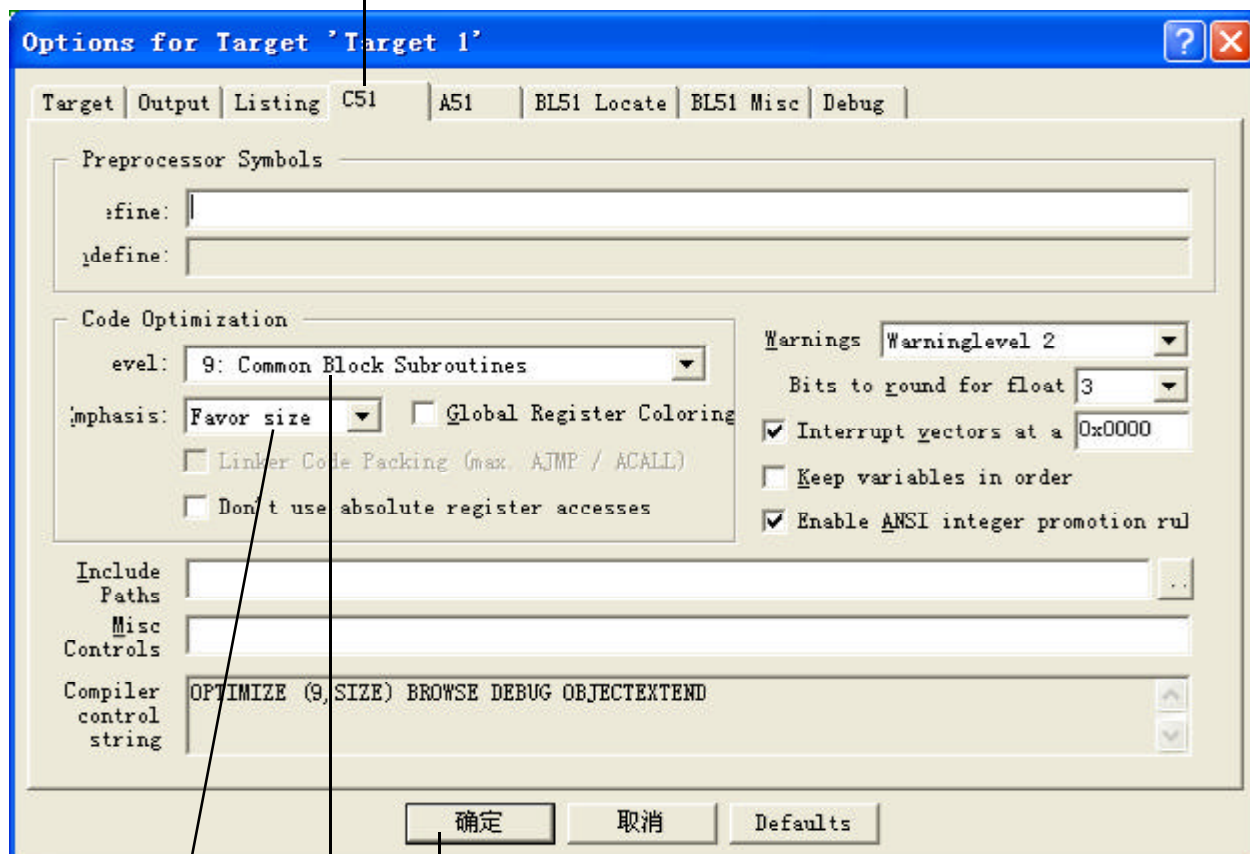 Options for Target 'Target 1'
Target Output Listing C51 A51 BL51 Locate BL51 Misc Debug
Preprocessor Symbols
efine:
define:
Code Optimization
evel: 9: Common Block Subroutines
mphasis: Favor size Global Register Coloring
Linker Code Packing (max. AJMP / ACALL)
Don't use absolute register accesses
Warnings Warninglevel 2
Bits to round for float 3
Interrupt vectors at a 0x0000
Keep variables in order
Enable ANSI integer promotion rul
Include
Paths
..
Misc
Controls
Compiler
control
string
OPTIMIZE (9,SIZE) BROWSE DEBUG OBJECTEXTEND
确定 取消 Defaults